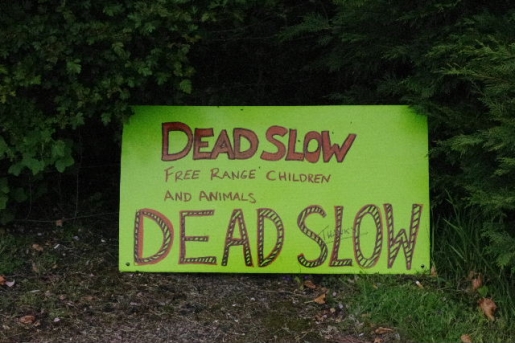 DEAD SLOW
FREE RANGE CHILDREN
AND ANIMALS
DEAD SLOW